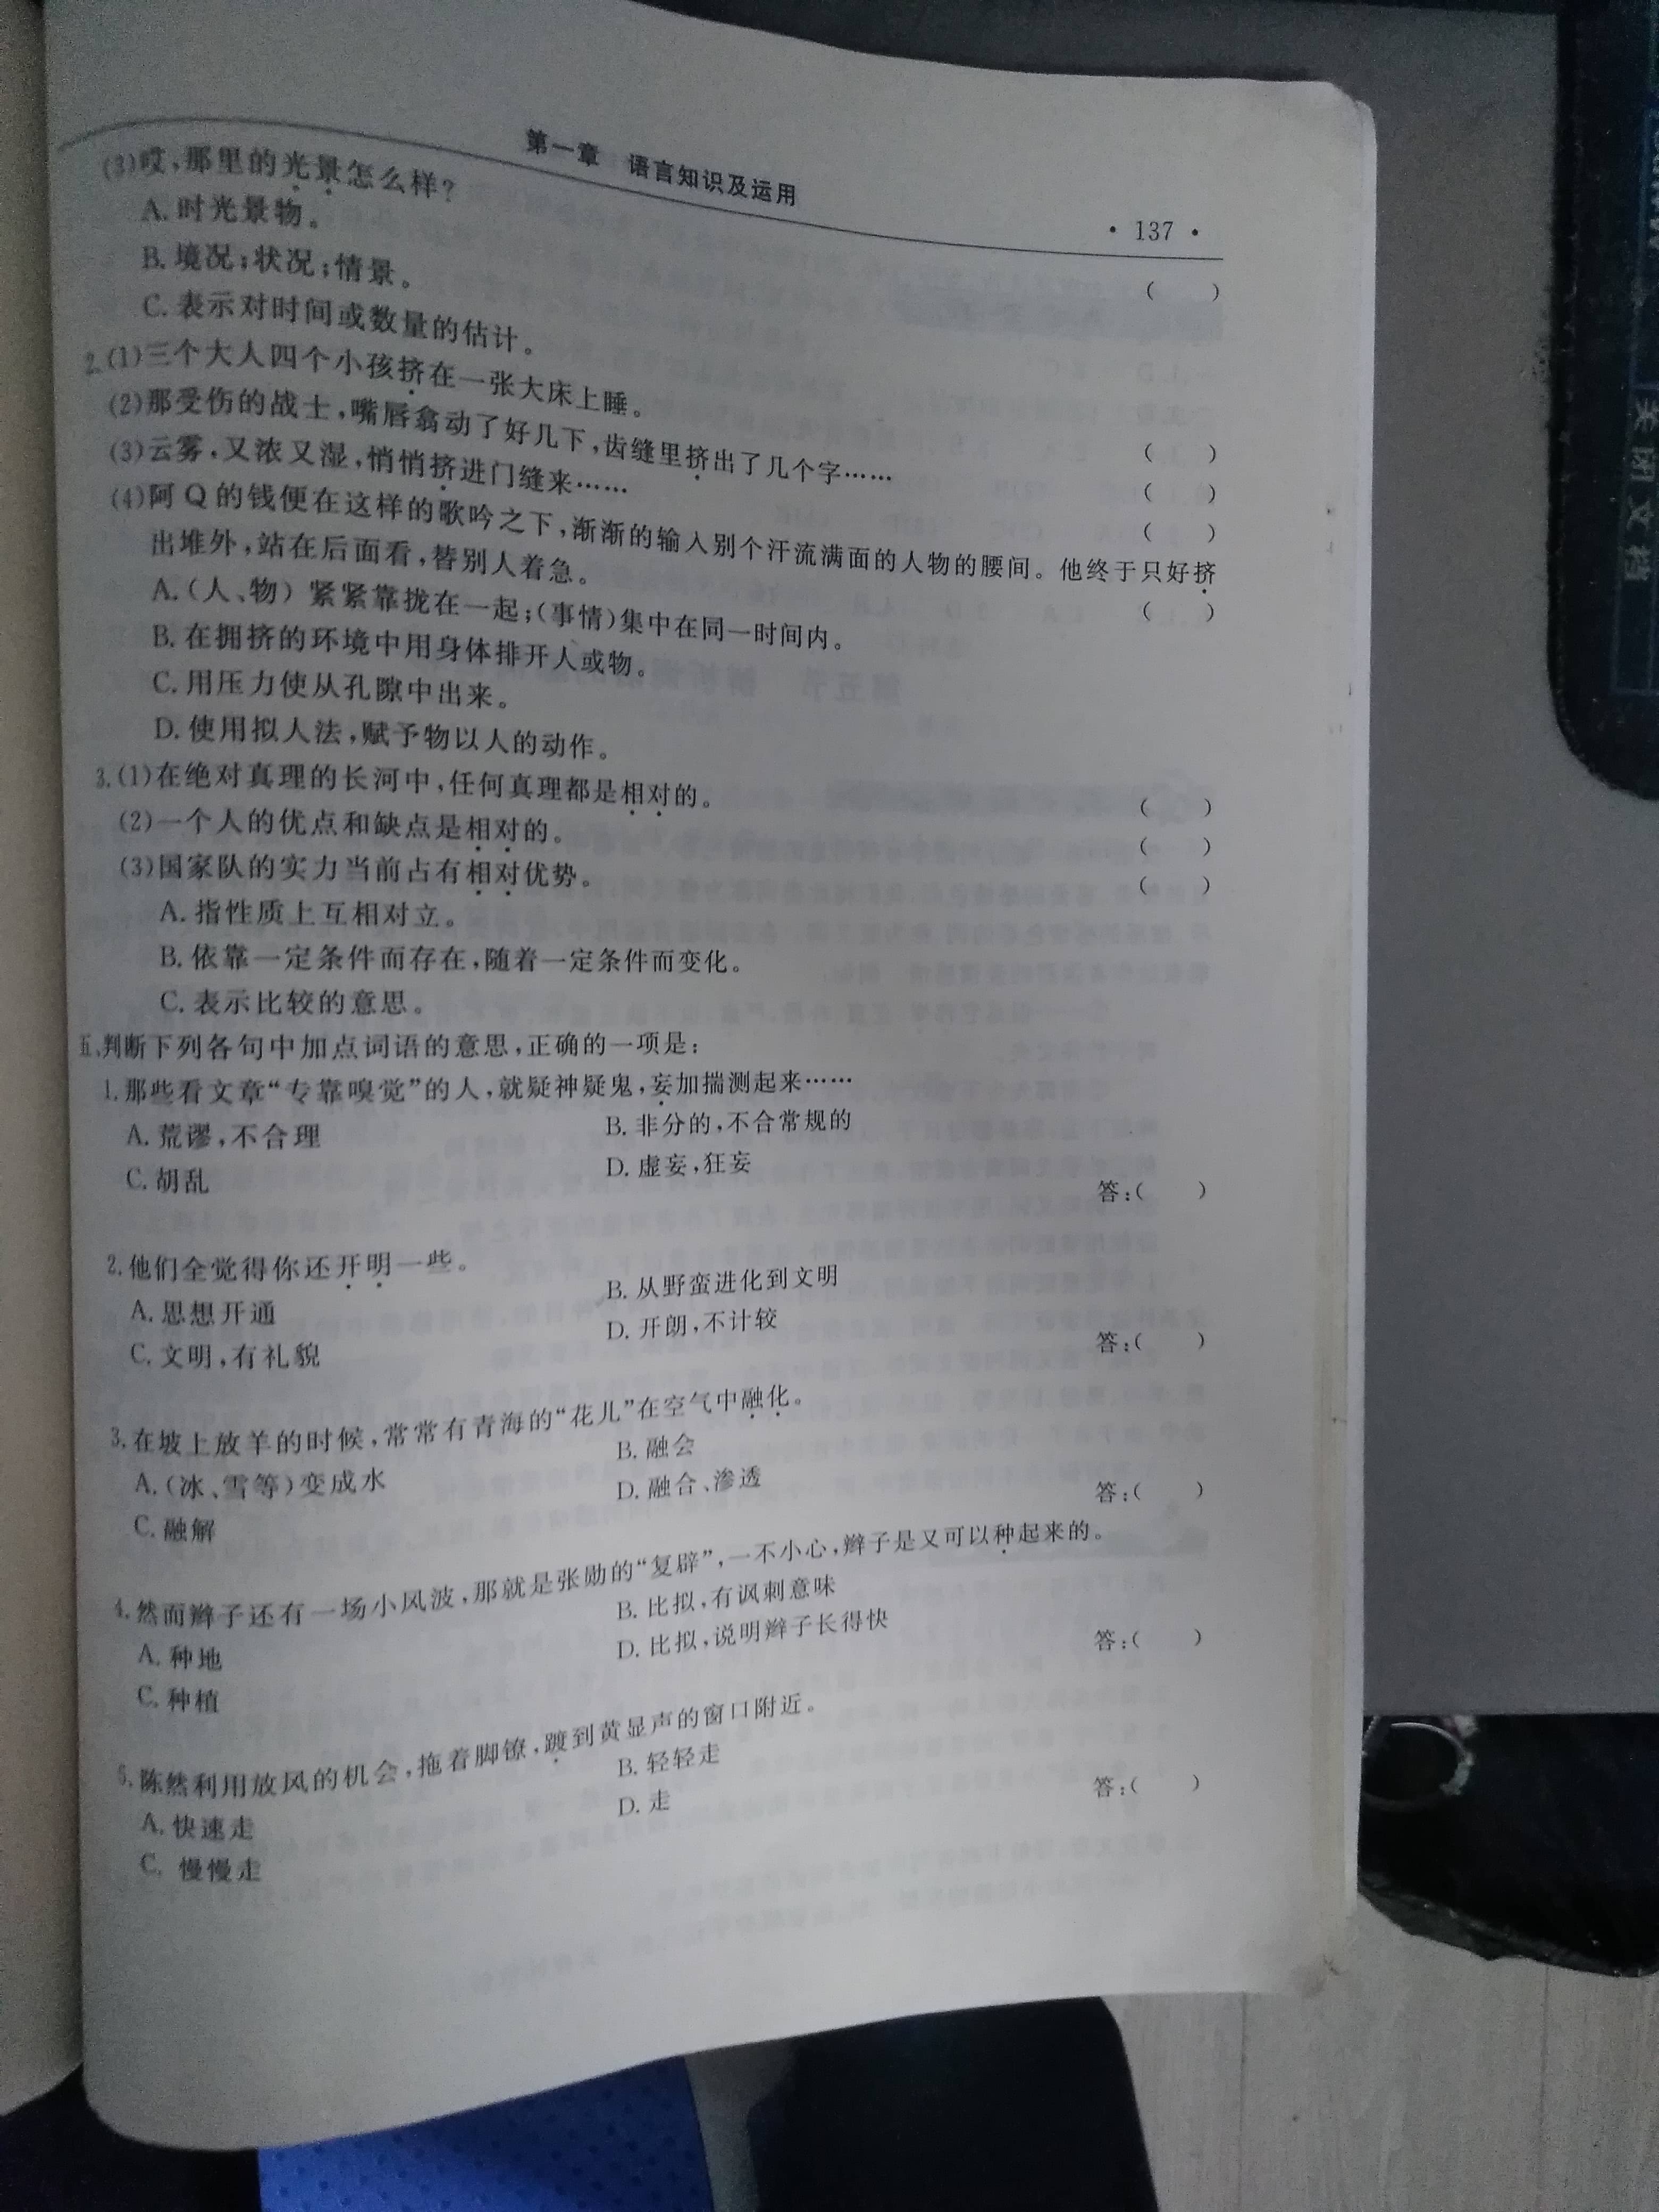 第一章 语言知识及运用
• 137 •
(3)哎,那里的光景怎么样? ( )
A. 时光景物。
B. 境况;状况;情景。
C. 表示对时间或数量的估计。
2. (1)三个大人四个小孩挤在一张大床上睡。 ( )
(2)那受伤的战士,嘴唇翕动了好几下,齿缝里挤出了几个字…… ( )
(3)云雾,又浓又湿,悄悄挤进门缝来…… ( )
(4)阿Q的钱便在这样的歌吟之下,渐渐的输入别个汗流满面的人物的腰间。他终于只好挤
出堆外,站在后面看,替别人着急。 ( )
A. (人、物) 紧紧靠拢在一起;(事情)集中在同一时间内。
B. 在拥挤的环境中用身体排开人或物。
C. 用压力使从孔隙中出来。
D. 使用拟人法,赋予物以人的动作。
3. (1)在绝对真理的长河中,任何真理都是相对的。 ( )
(2)一个人的优点和缺点是相对的。 ( )
(3)国家队的实力当前占有相对优势。 ( )
A. 指性质上互相对立。
B. 依靠一定条件而存在,随着一定条件而变化。
C. 表示比较的意思。
五、判断下列各句中加点词语的意思,正确的一项是:
1. 那些看文章“专靠嗅觉”的人,就疑神疑鬼,妄加揣测起来……
A. 荒谬,不合理 B. 非分的,不合常规的
C. 胡乱 D. 虚妄,狂妄
答:( )
2. 他们全觉得你还开明一些。
A. 思想开通 B. 从野蛮进化到文明
C. 文明,有礼貌 D. 开朗,不计较
答:( )
3. 在坡上放羊的时候,常常有青海的“花儿”在空气中融化。
A. (冰、雪等)变成水 B. 融会
C. 融解 D. 融合、渗透
答:( )
4. 然而辫子还有一场小风波,那就是张勋的“复辟”,一不小心,辫子是又可以种起来的。
A. 种地 B. 比拟,有讽刺意味
C. 种植 D. 比拟,说明辫子长得快
答:( )
5. 陈然利用放风的机会,拖着脚镣,踱到黄显声的窗口附近。
A. 快速走 B. 轻轻走
C. 慢慢走 D. 走
答:( )
关闭文档